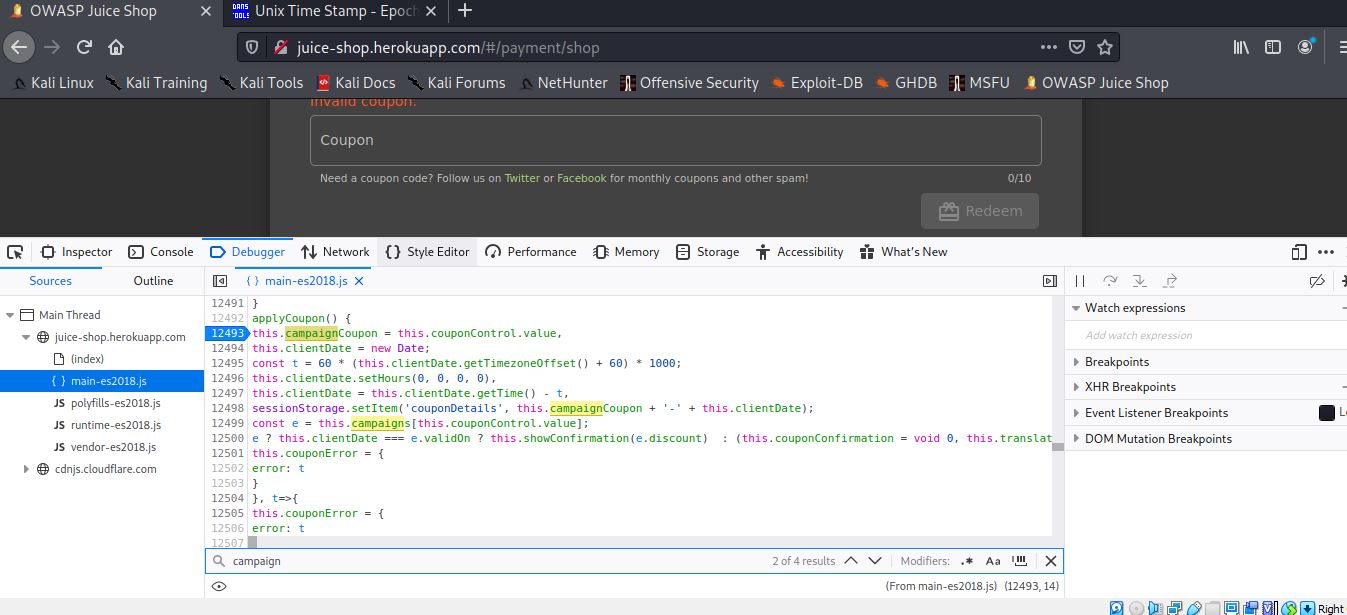 OWASP Juice Shop
DANS TOOLS Unix Time Stamp - Epoch
juice-shop.herokuapp.com/#/payment/shop
Kali Linux Kali Training Kali Tools Kali Docs Kali Forums NetHunter Offensive Security Exploit-DB GHDB MSFU OWASP Juice Shop
Invalid coupon.
Coupon
Need a coupon code? Follow us on Twitter or Facebook for monthly coupons and other spam! 0/10
Redeem
Inspector Console Debugger Network Style Editor Performance Memory Storage Accessibility What's New
Sources Outline
main-es2018.js
Main Thread
juice-shop.herokuapp.com
(index)
main-es2018.js
JS polyfills-es2018.js
JS runtime-es2018.js
JS vendor-es2018.js
cdnjs.cloudflare.com
12491 }
12492 applyCoupon() {
12493 this.campaignCoupon = this.couponControl.value,
12494 this.clientDate = new Date;
12495 const t = 60 * (this.clientDate.getTimezoneOffset() + 60) * 1000;
12496 this.clientDate.setHours(0, 0, 0, 0),
12497 this.clientDate = this.clientDate.getTime() - t,
12498 sessionStorage.setItem('couponDetails', this.campaignCoupon + '-' + this.clientDate);
12499 const e = this.campaigns[this.couponControl.value];
12500 e ? this.clientDate === e.validOn ? this.showConfirmation(e.discount)  : (this.couponConfirmation = void 0, this.translat
12501 this.couponError = {
12502 error: t
12503 }
12504 }, t=>{
12505 this.couponError = {
12506 error: t
12507
campaign 2 of 4 results Modifiers: .* Aa
(From main-es2018.js) (12493, 14)
Watch expressions
Add watch expression
Breakpoints
XHR Breakpoints
Event Listener Breakpoints
DOM Mutation Breakpoints
Right